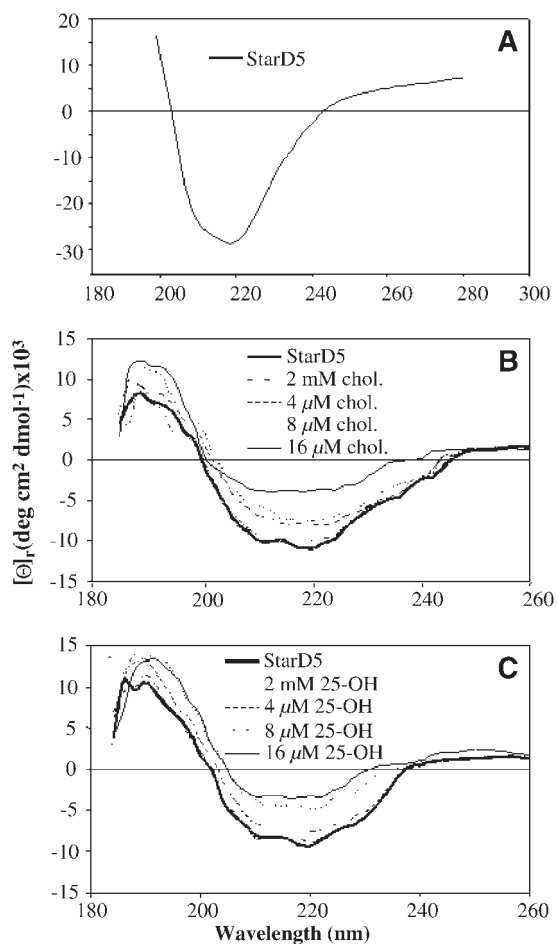 A
StarD5
20
10
0
-10
-20
-30
180 200 220 240 260 280 300
B
StarD5
2 mM chol.
4 µM chol.
8 µM chol.
16 µM chol.
15
10
5
0
-5
-10
-15
180 200 220 240 260
[Θ]r(deg cm2 dmol-1)x103
C
StarD5
2 mM 25-OH
4 µM 25-OH
8 µM 25-OH
16 µM 25-OH
15
10
5
0
-5
-10
-15
180 200 220 240 260
Wavelength (nm)